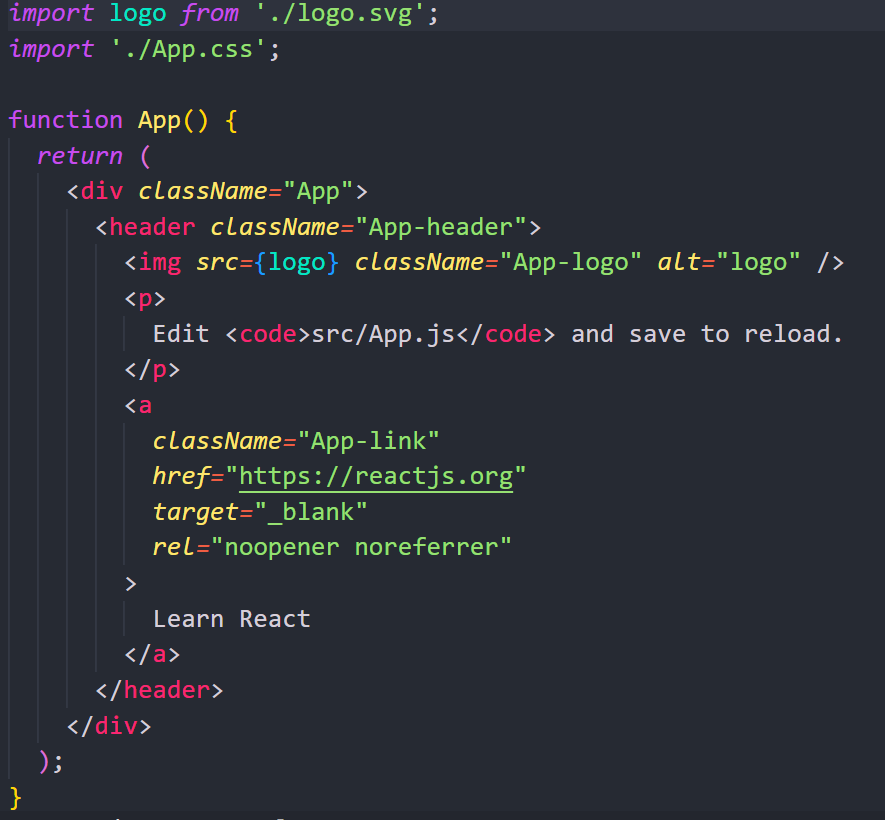 import logo from './logo.svg';
import './App.css';

function App() {
  return (
    <div className="App">
      <header className="App-header">
        <img src={logo} className="App-logo" alt="logo" />
        <p>
          Edit <code>src/App.js</code> and save to reload.
        </p>
        <a
          className="App-link"
          href="https://reactjs.org"
          target="_blank"
          rel="noopener noreferrer"
        >
          Learn React
        </a>
      </header>
    </div>
  );
}